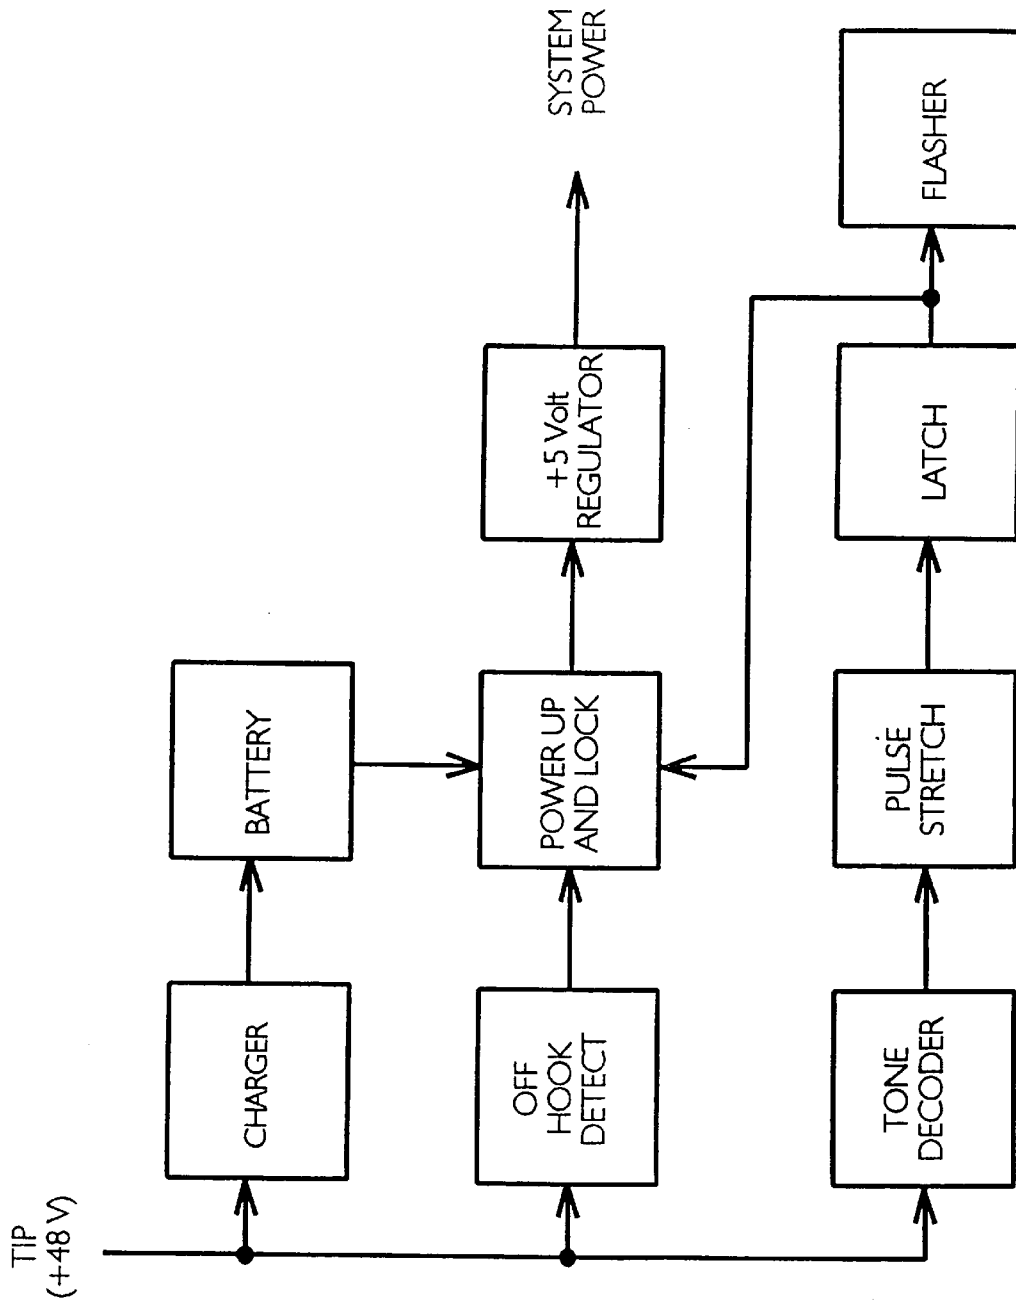 TIP
(+48 V)
CHARGER
BATTERY
OFF
HOOK
DETECT
POWER UP
AND LOCK
+5 Volt
REGULATOR
SYSTEM
POWER
TONE
DECODER
PULSE
STRETCH
LATCH
FLASHER